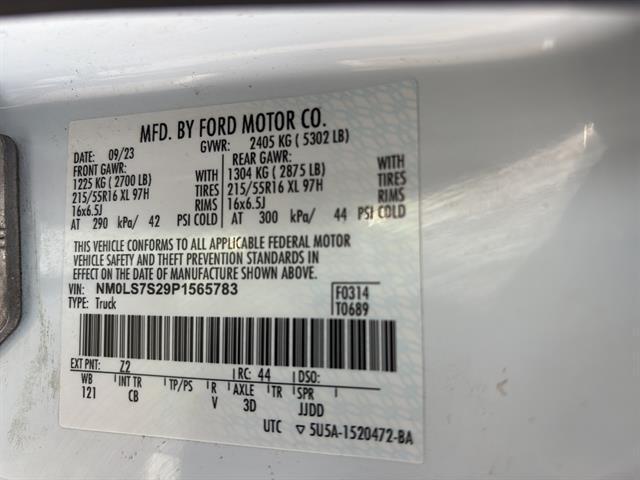 MFD. BY FORD MOTOR CO.
DATE: 09/23 GVWR: 2405 KG ( 5302 LB)
FRONT GAWR: REAR GAWR:
1225 KG ( 2700 LB) WITH 1304 KG ( 2875 LB) WITH
215/55R16 XL 97H TIRES 215/55R16 XL 97H TIRES
16x6.5J RIMS 16x6.5J RIMS
AT 290 kPa/ 42 PSI COLD AT 300 kPa/ 44 PSI COLD
THIS VEHICLE CONFORMS TO ALL APPLICABLE FEDERAL MOTOR
VEHICLE SAFETY AND THEFT PREVENTION STANDARDS IN
EFFECT ON THE DATE OF MANUFACTURE SHOWN ABOVE.
VIN: NM0LS7S29P1565783 F0314
TYPE: Truck T0689
EXT PNT: Z2 RC: 44 DSO:
WB INT TR TP/PS R AXLE TR SPR
121 CB V 3D JJDD
UTC ▽ 5U5A-1520472-BA